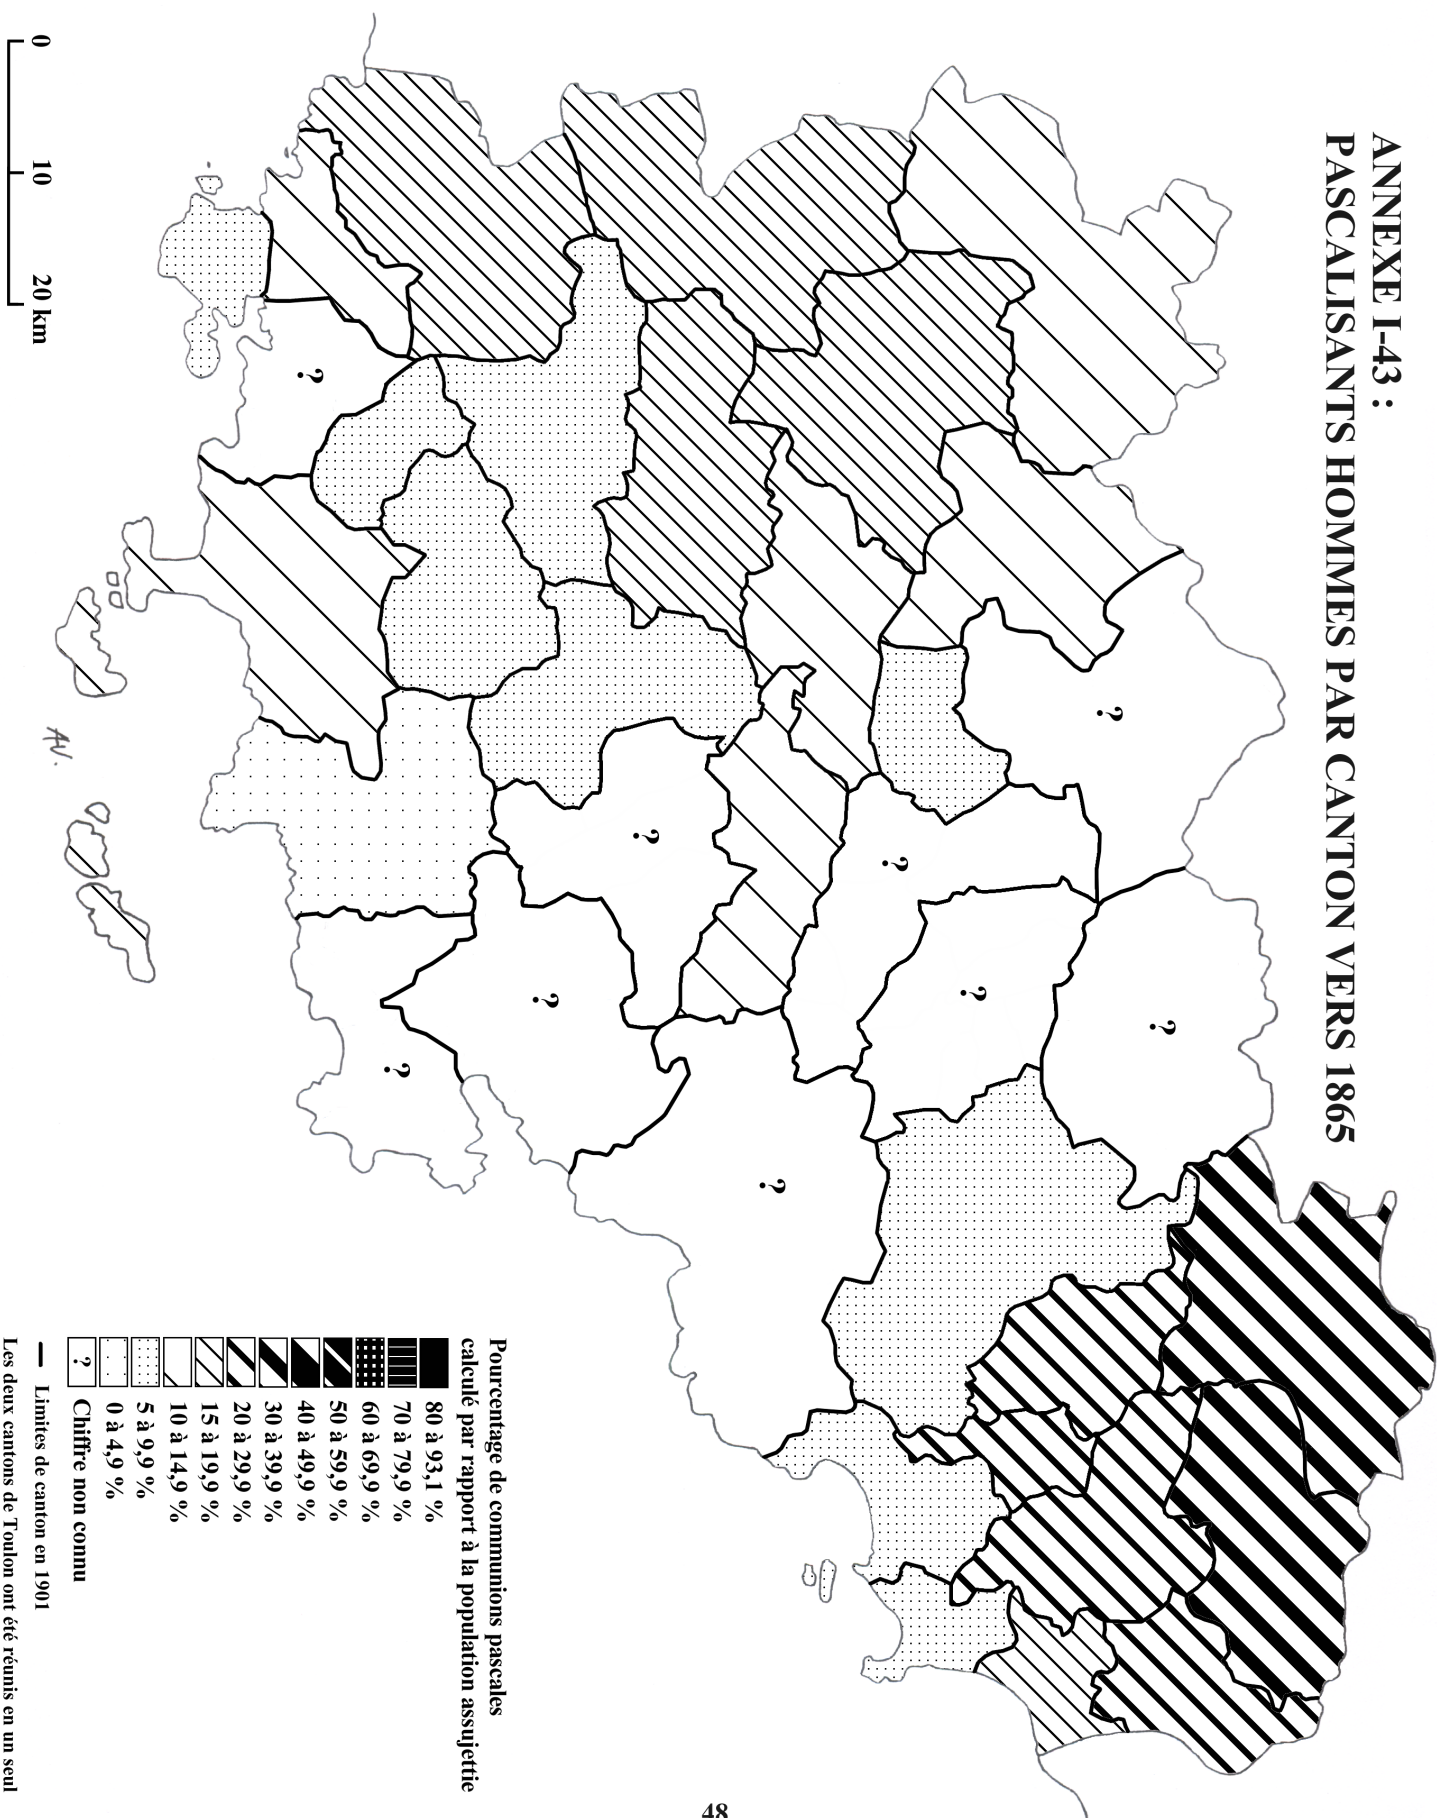 ANNEXE I-43 :
PASCALISANTS HOMMES PAR CANTON VERS 1865
?
?
?
?
?
?
?
?
?
AV.
0 10 20 km
Pourcentage de communions pascales
calculé par rapport à la population assujettie
80 à 93,1 %
70 à 79,9 %
60 à 69,9 %
50 à 59,9 %
40 à 49,9 %
30 à 39,9 %
20 à 29,9 %
15 à 19,9 %
10 à 14,9 %
5 à 9,9 %
0 à 4,9 %
? Chiffre non connu
Limites de canton en 1901
Les deux cantons de Toulon ont été réunis en un seul
48